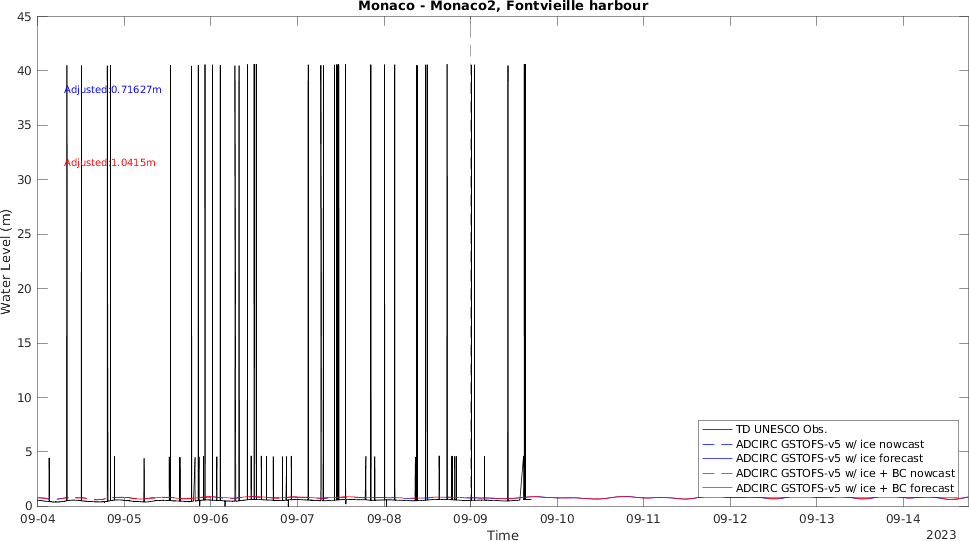 Monaco - Monaco2, Fontvieille harbour
45
40
35
30
25
20
15
10
5
0
Water Level (m)
Adjusted:0.71627m
Adjusted:1.0415m
TD UNESCO Obs.
ADCIRC GSTOFS-v5 w/ ice nowcast
ADCIRC GSTOFS-v5 w/ ice forecast
ADCIRC GSTOFS-v5 w/ ice + BC nowcast
ADCIRC GSTOFS-v5 w/ ice + BC forecast
09-04 09-05 09-06 09-07 09-08 09-09 09-10 09-11 09-12 09-13 09-14
Time
2023